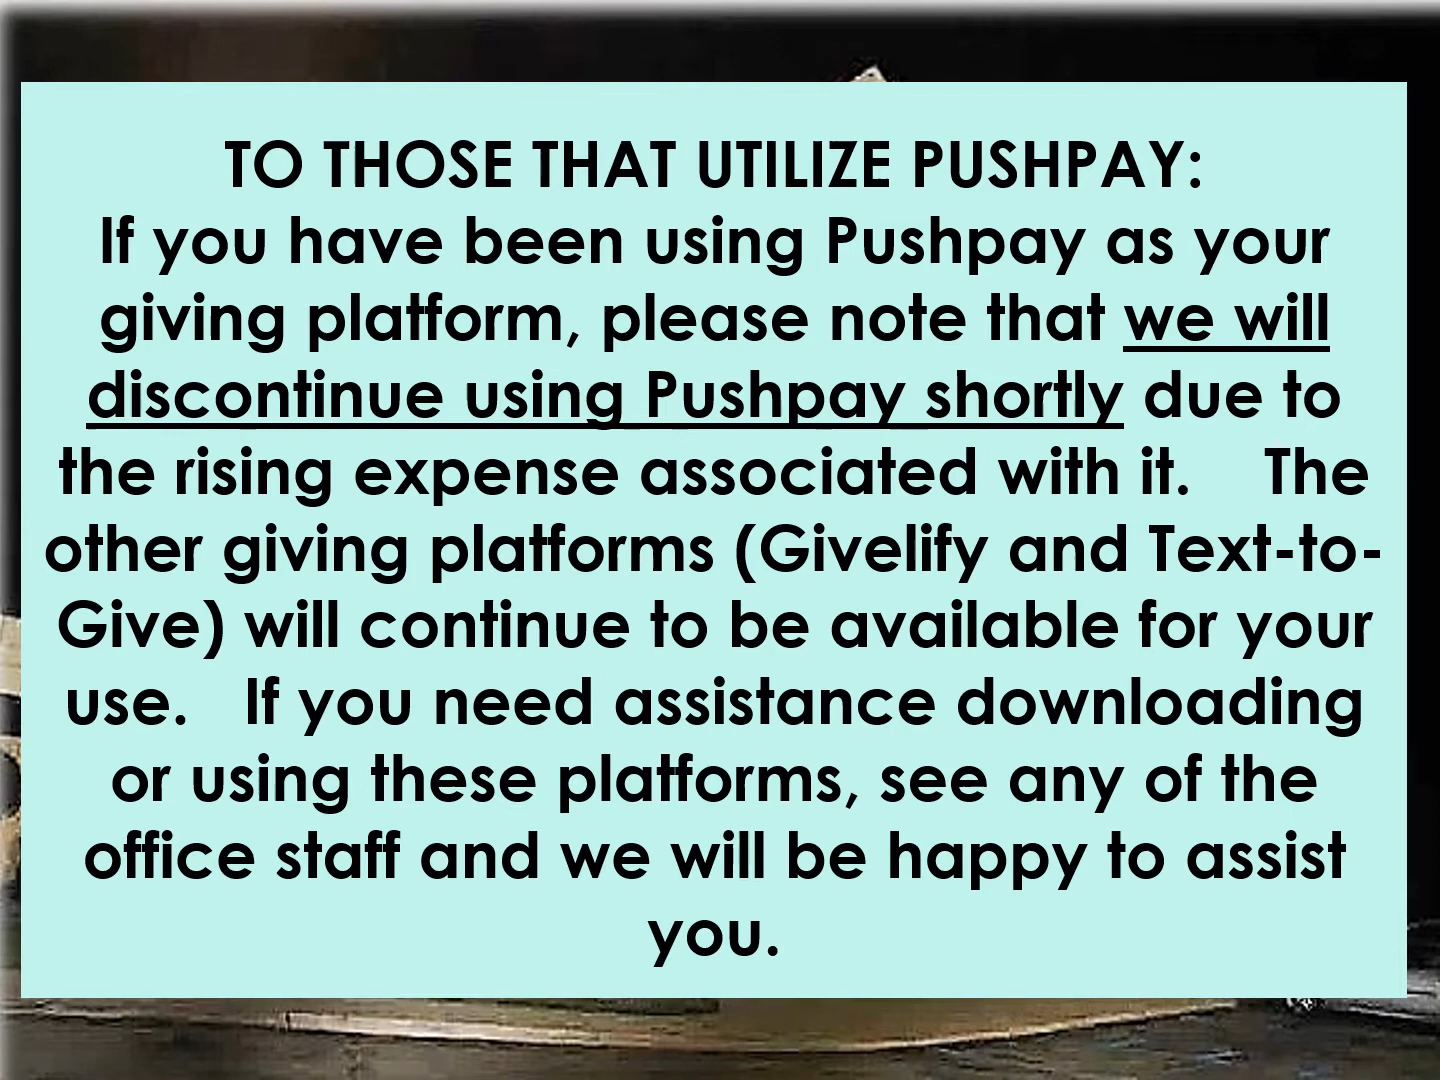 TO THOSE THAT UTILIZE PUSHPAY:
If you have been using Pushpay as your
giving platform, please note that we will
discontinue using Pushpay shortly due to
the rising expense associated with it.    The
other giving platforms (Givelify and Text-to-
Give) will continue to be available for your
use.   If you need assistance downloading
or using these platforms, see any of the
office staff and we will be happy to assist
you.